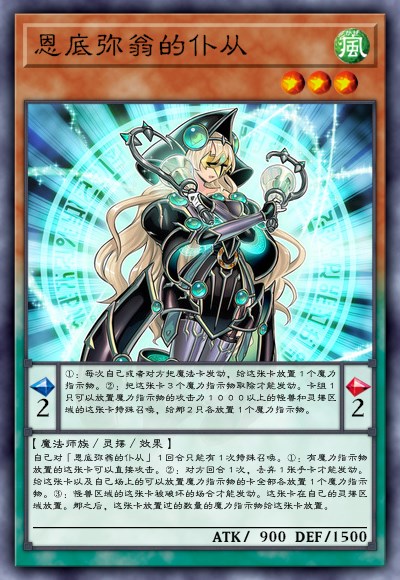 恩底弥翁的仆从
風
①：每次自己或者对方把魔法卡发动，给这张卡放置1个魔力
指示物。②：把这张卡3个魔力指示物取除才能发动。卡组1
只可以放置魔力指示物的攻击力1000以上的怪兽和灵摆区
域的这张卡特殊召唤，给那2只各放置1个魔力指示物。
2
2
【魔法师族／灵摆／效果】
自己对「恩底弥翁的仆从」1回合只能有1次特殊召唤。①：有魔力指示物
放置的这张卡可以直接攻击。②：对方回合1次，丢弃1张手卡才能发动。
给这张卡以及自己场上的可以放置魔力指示物的卡全部各放置1个魔力指示
物。③：怪兽区域的这张卡被破坏的场合才能发动。这张卡在自己的灵摆区域
放置。那之后，这张卡放置过的数量的魔力指示物给这张卡放置。
ATK/ 900 DEF/1500